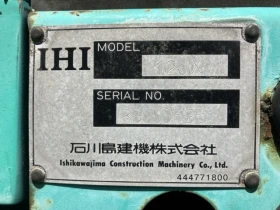 IHI
MODEL
SERIAL NO.
石川島建機株式会社
Ishikawajima Construction Machinery Co., Ltd.
444771800